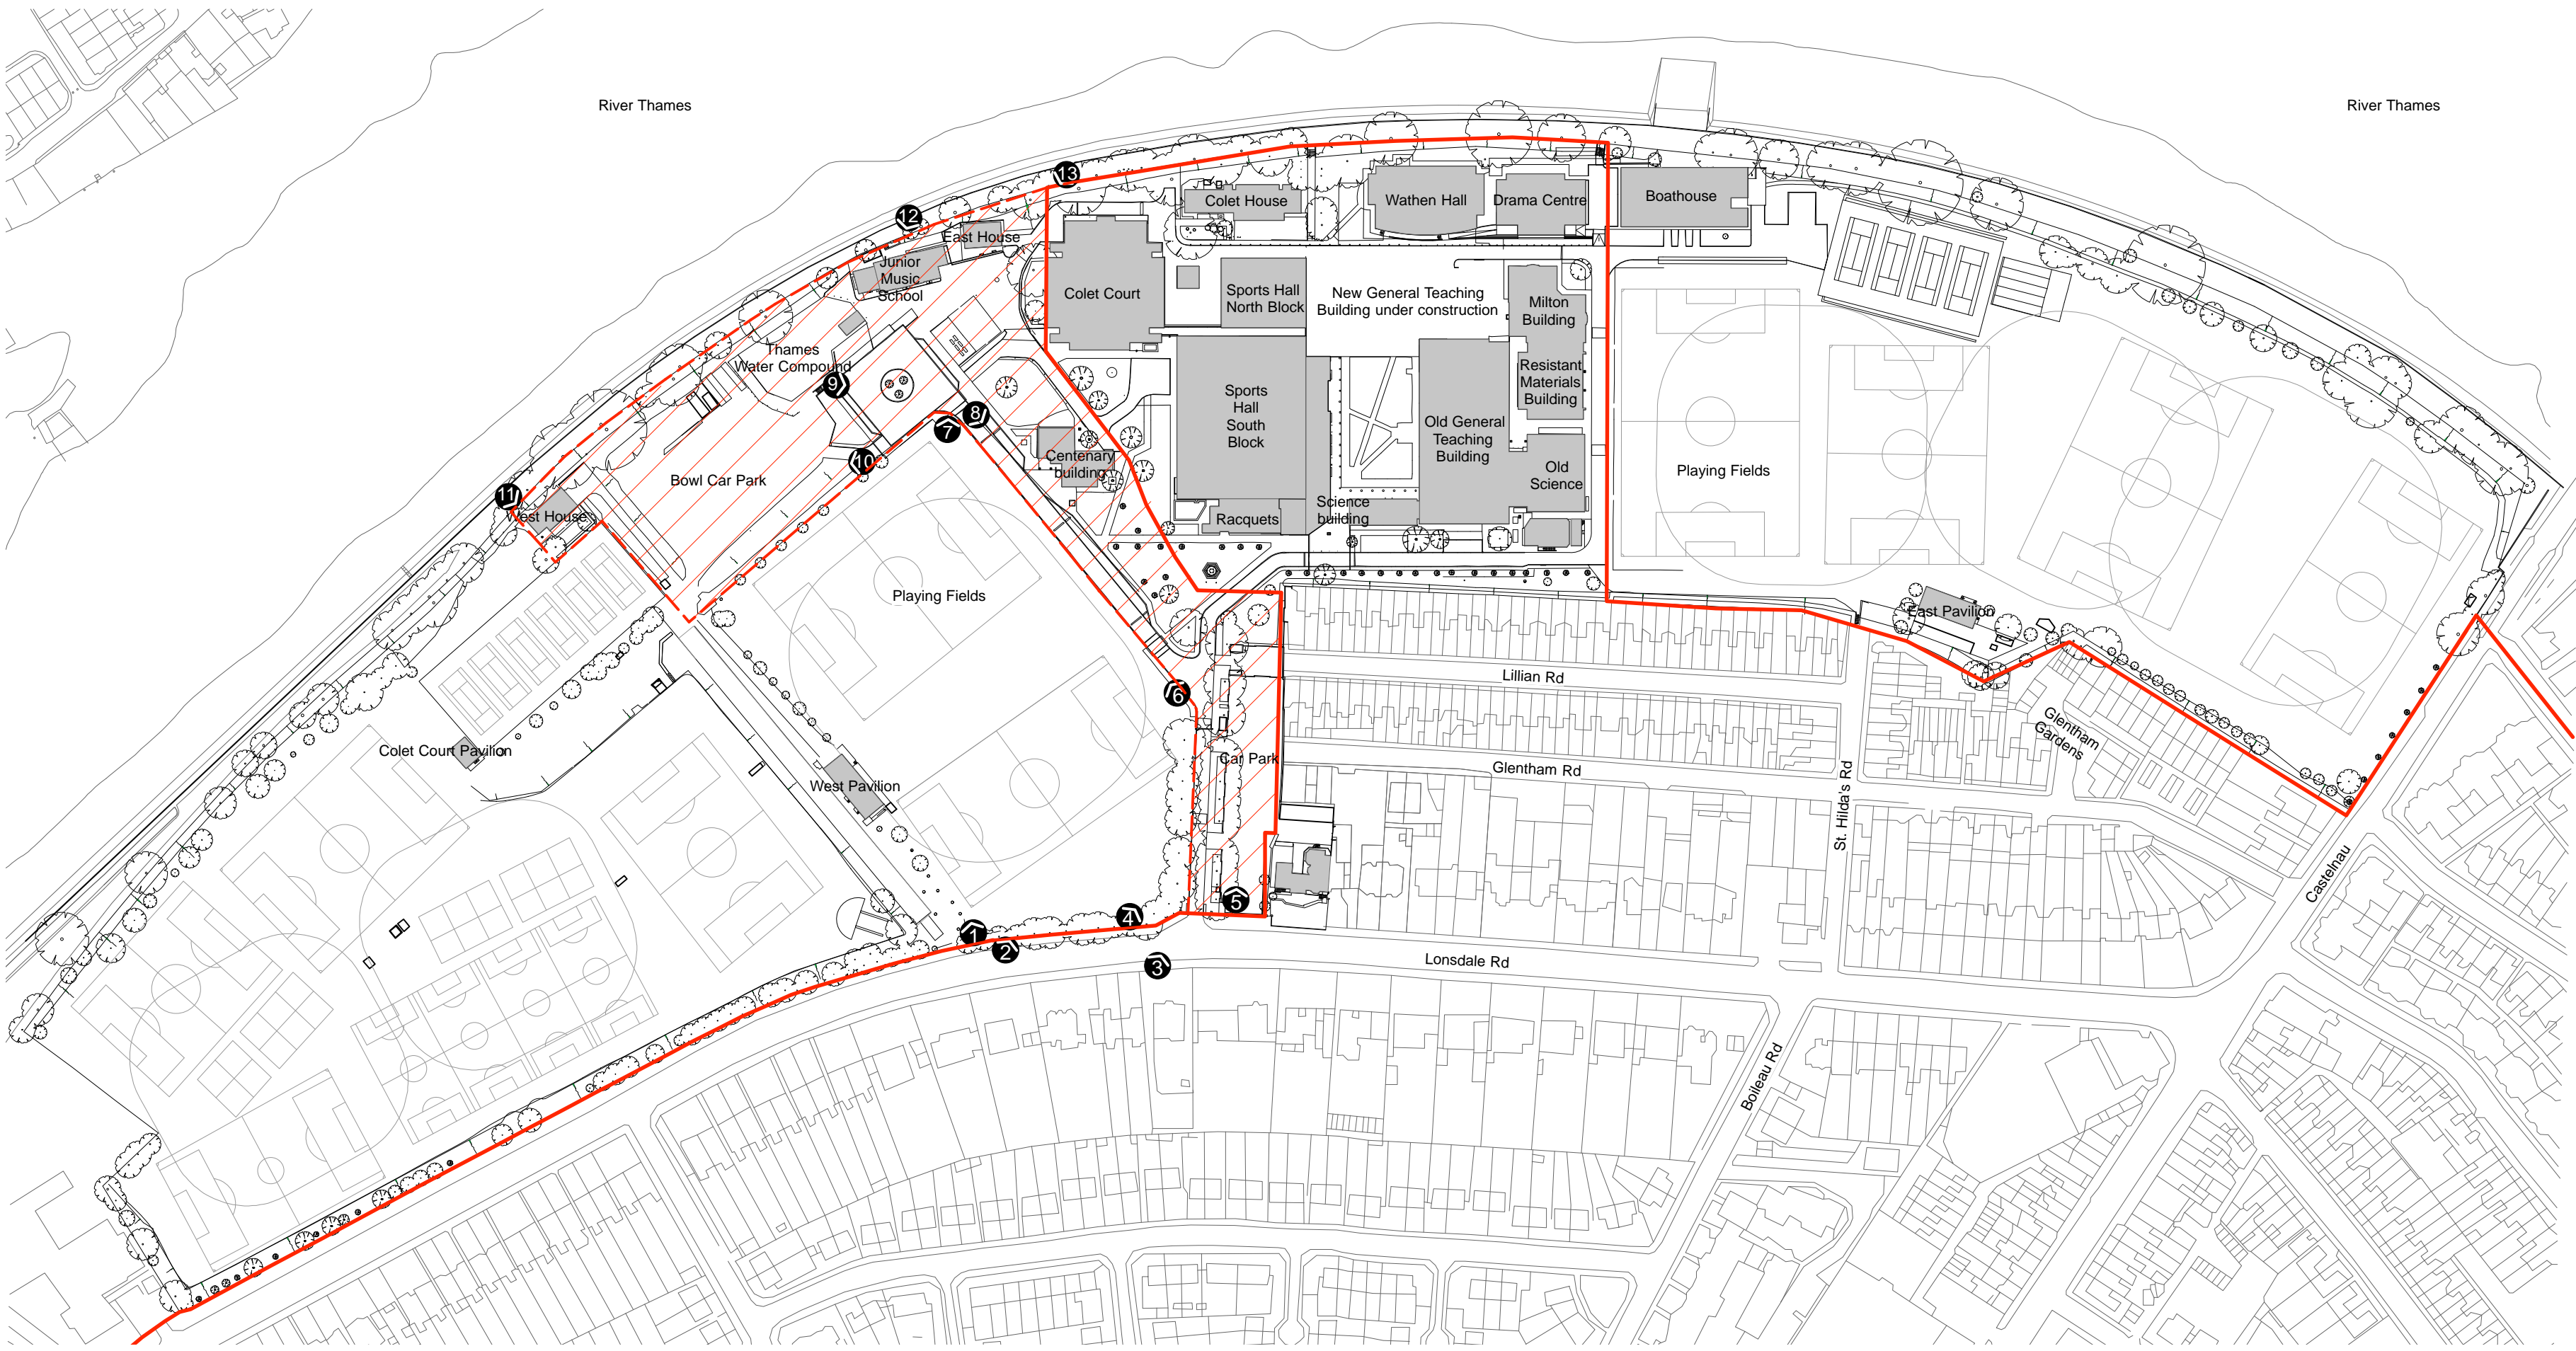 River Thames
River Thames
13
12
Colet House
Wathen Hall
Drama Centre
Boathouse
East House
Junior
Music
School
Colet Court
Sports Hall
North Block
New General Teaching
Building under construction
Milton
Building
Thames
Water Compound
9
8
7
Resistant
Materials
Building
Sports
Hall
South
Block
Old General
Teaching
Building
Centenary
building
10
Bowl Car Park
Old
Science
Playing Fields
11
West House
Racquets
Science
building
Playing Fields
East Pavilion
6
Lillian Rd
Glentham
Gardens
Colet Court Pavilion
West Pavilion
Car Park
Glentham Rd
St. Hilda's Rd
Castelnau
5
4
1
2
3
Lonsdale Rd
Boileau Rd